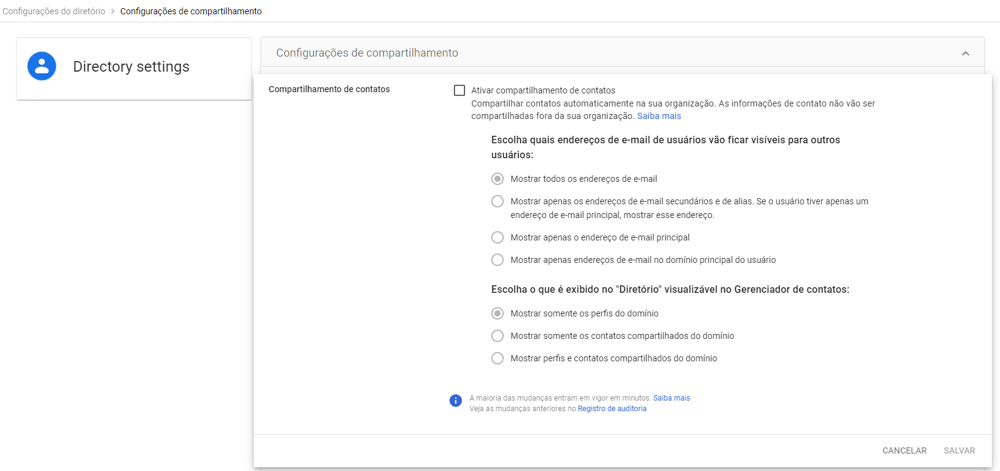 Configurações do diretório > Configurações de compartilhamento
Directory settings
Configurações de compartilhamento
Compartilhamento de contatos
Ativar compartilhamento de contatos
Compartilhar contatos automaticamente na sua organização. As informações de contato não vão ser
compartilhadas fora da sua organização. Saiba mais
Escolha quais endereços de e-mail de usuários vão ficar visíveis para outros
usuários:
Mostrar todos os endereços de e-mail
Mostrar apenas os endereços de e-mail secundários e de alias. Se o usuário tiver apenas um
endereço de e-mail principal, mostrar esse endereço.
Mostrar apenas o endereço de e-mail principal
Mostrar apenas endereços de e-mail no domínio principal do usuário
Escolha o que é exibido no "Diretório" visualizável no Gerenciador de contatos:
Mostrar somente os perfis do domínio
Mostrar somente os contatos compartilhados do domínio
Mostrar perfis e contatos compartilhados do domínio
A maioria das mudanças entram em vigor em minutos. Saiba mais
Veja as mudanças anteriores no Registro de auditoria
CANCELAR SALVAR